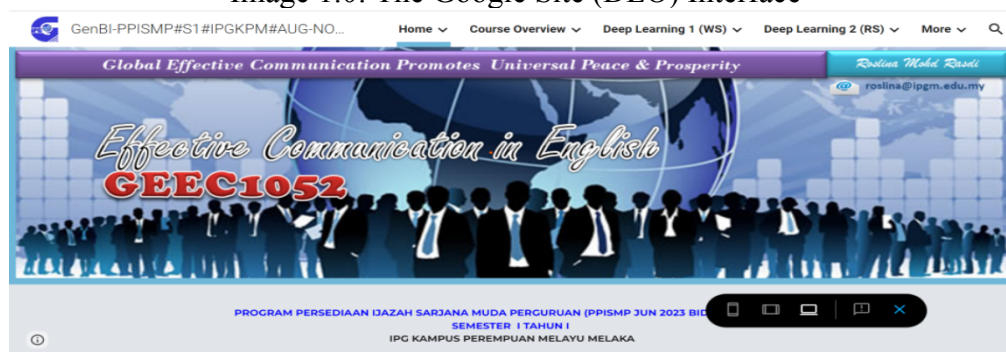 Image 1.0: The Google Site (DLO) Interface
GenBI-PPISMP#S1#IPGKPM#AUG-NO... Home Course Overview Deep Learning 1 (WS) Deep Learning 2 (RS) More
Global Effective Communication Promotes Universal Peace & Prosperity Roslina Mohd Rasdi
@ roslina@ipgm.edu.my
Effective Communication in English
GEEC1052
PROGRAM PERSEDIAAN IJAZAH SARJANA MUDA PERGURUAN (PPISMP JUN 2023
SEMESTER I TAHUN I
IPG KAMPUS PEREMPUAN MELAYU MELAKA